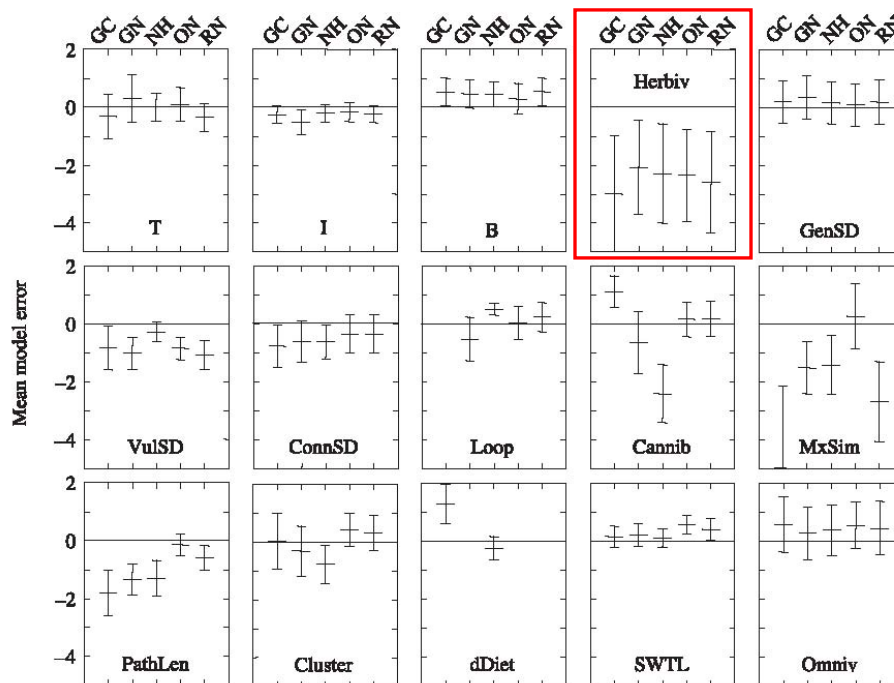 GC GN NH ON RN GC GN NH ON RN GC GN NH ON RN GC GN NH ON RN GC GN NH ON RN
2
0
−2
−4
T I B Herbiv GenSD
Mean model error
2
0
−2
−4
VulSD ConnSD Loop Cannib MxSim
2
0
−2
−4
PathLen Cluster dDiet SWTL Omniv